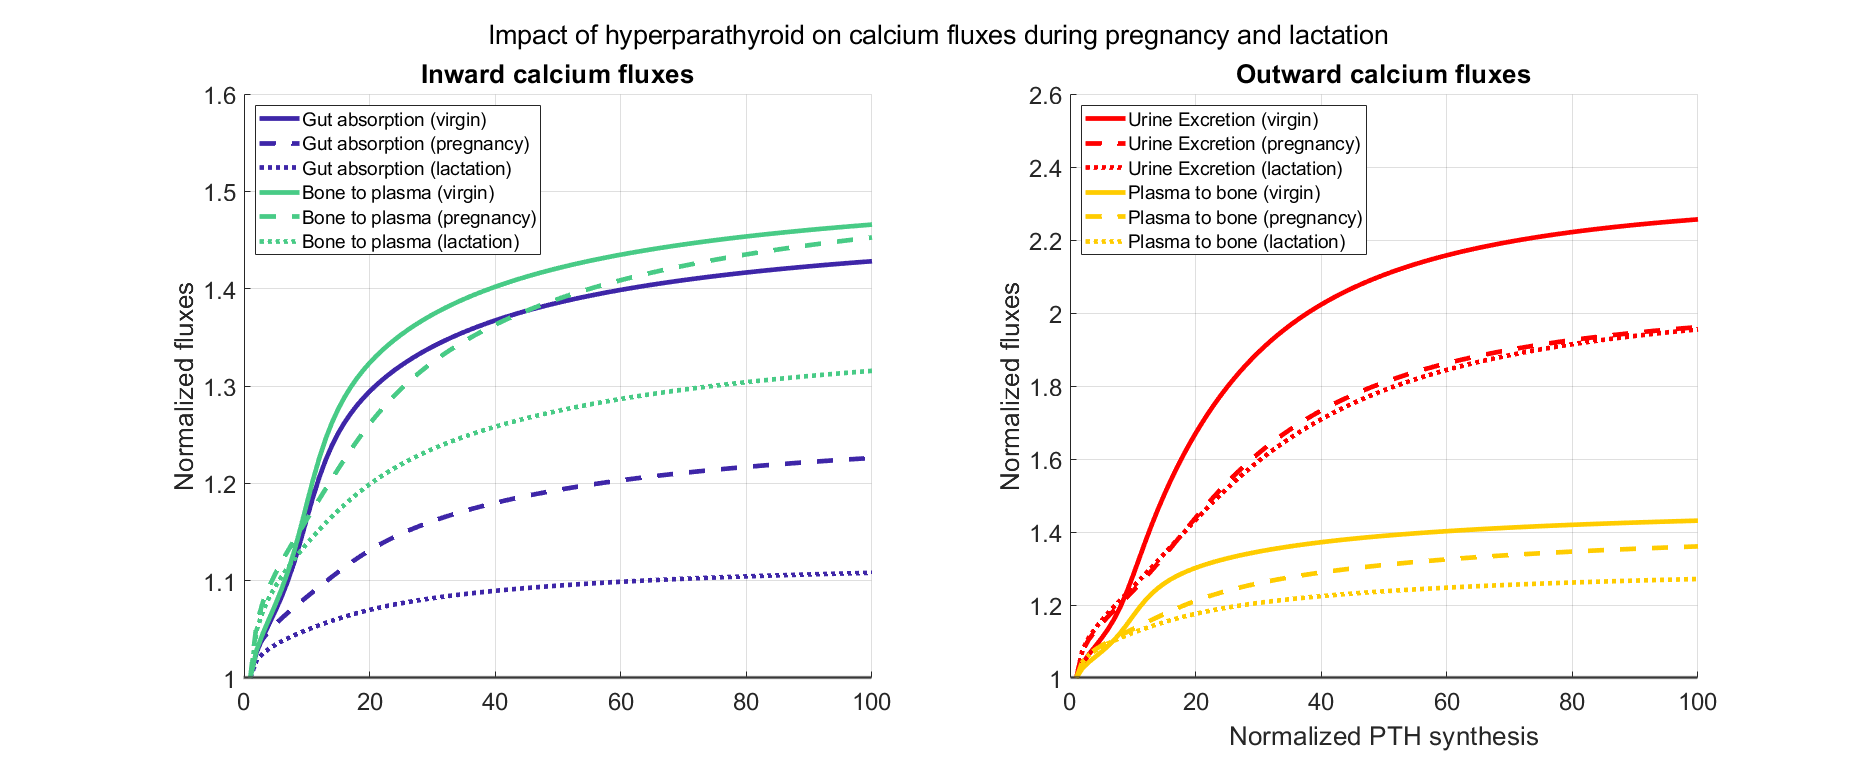 Impact of hyperparathyroid on calcium fluxes during pregnancy and lactation
Inward calcium fluxes
1.6
1.5
1.4
1.3
1.2
1.1
1
Normalized fluxes
Gut absorption (virgin)
Gut absorption (pregnancy)
Gut absorption (lactation)
Bone to plasma (virgin)
Bone to plasma (pregnancy)
Bone to plasma (lactation)
0
20
40
60
80
100
Outward calcium fluxes
2.6
2.4
2.2
2
1.8
1.6
1.4
1.2
1
Normalized fluxes
Urine Excretion (virgin)
Urine Excretion (pregnancy)
Urine Excretion (lactation)
Plasma to bone (virgin)
Plasma to bone (pregnancy)
Plasma to bone (lactation)
0
20
40
60
80
100
Normalized PTH synthesis